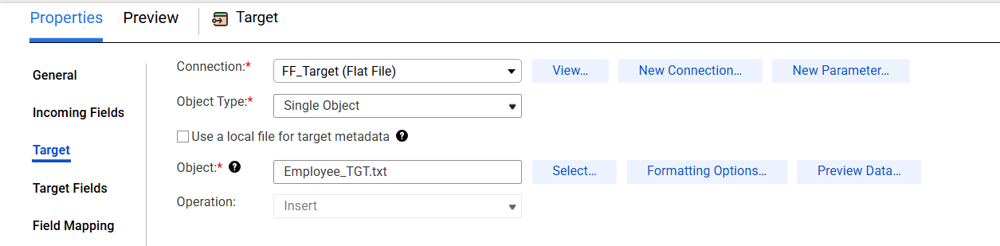 Properties Preview Target
General
Connection:* FF_Target (Flat File) View... New Connection... New Parameter...
Object Type:* Single Object
Incoming Fields
Use a local file for target metadata ?
Target
Object:* ? Employee_TGT.txt Select... Formatting Options... Preview Data...
Target Fields
Operation: Insert
Field Mapping